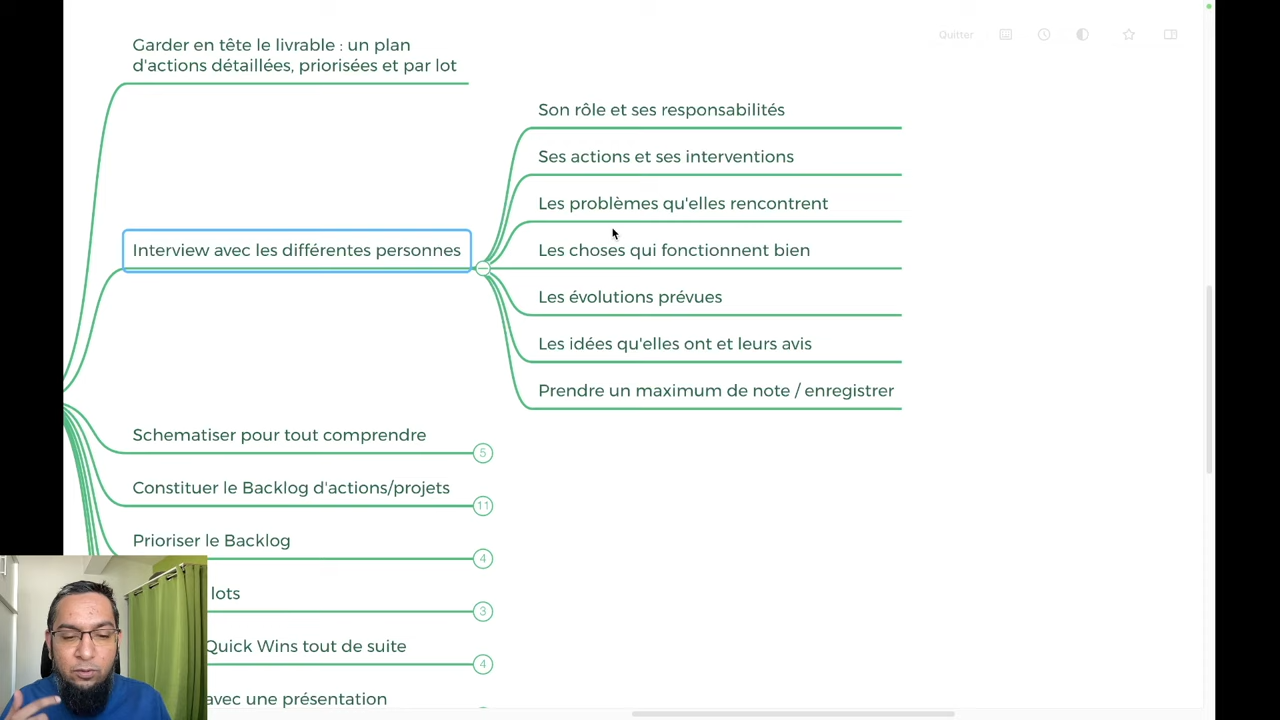 Garder en tête le livrable : un plan
d'actions détaillées, priorisées et par lot
Quitter
Son rôle et ses responsabilités
Ses actions et ses interventions
Les problèmes qu'elles rencontrent
Interview avec les différentes personnes
Les choses qui fonctionnent bien
Les évolutions prévues
Les idées qu'elles ont et leurs avis
Prendre un maximum de note / enregistrer
Schematiser pour tout comprendre
5
Constituer le Backlog d'actions/projets
11
Prioriser le Backlog
4
lots
3
Quick Wins tout de suite
4
avec une présentation